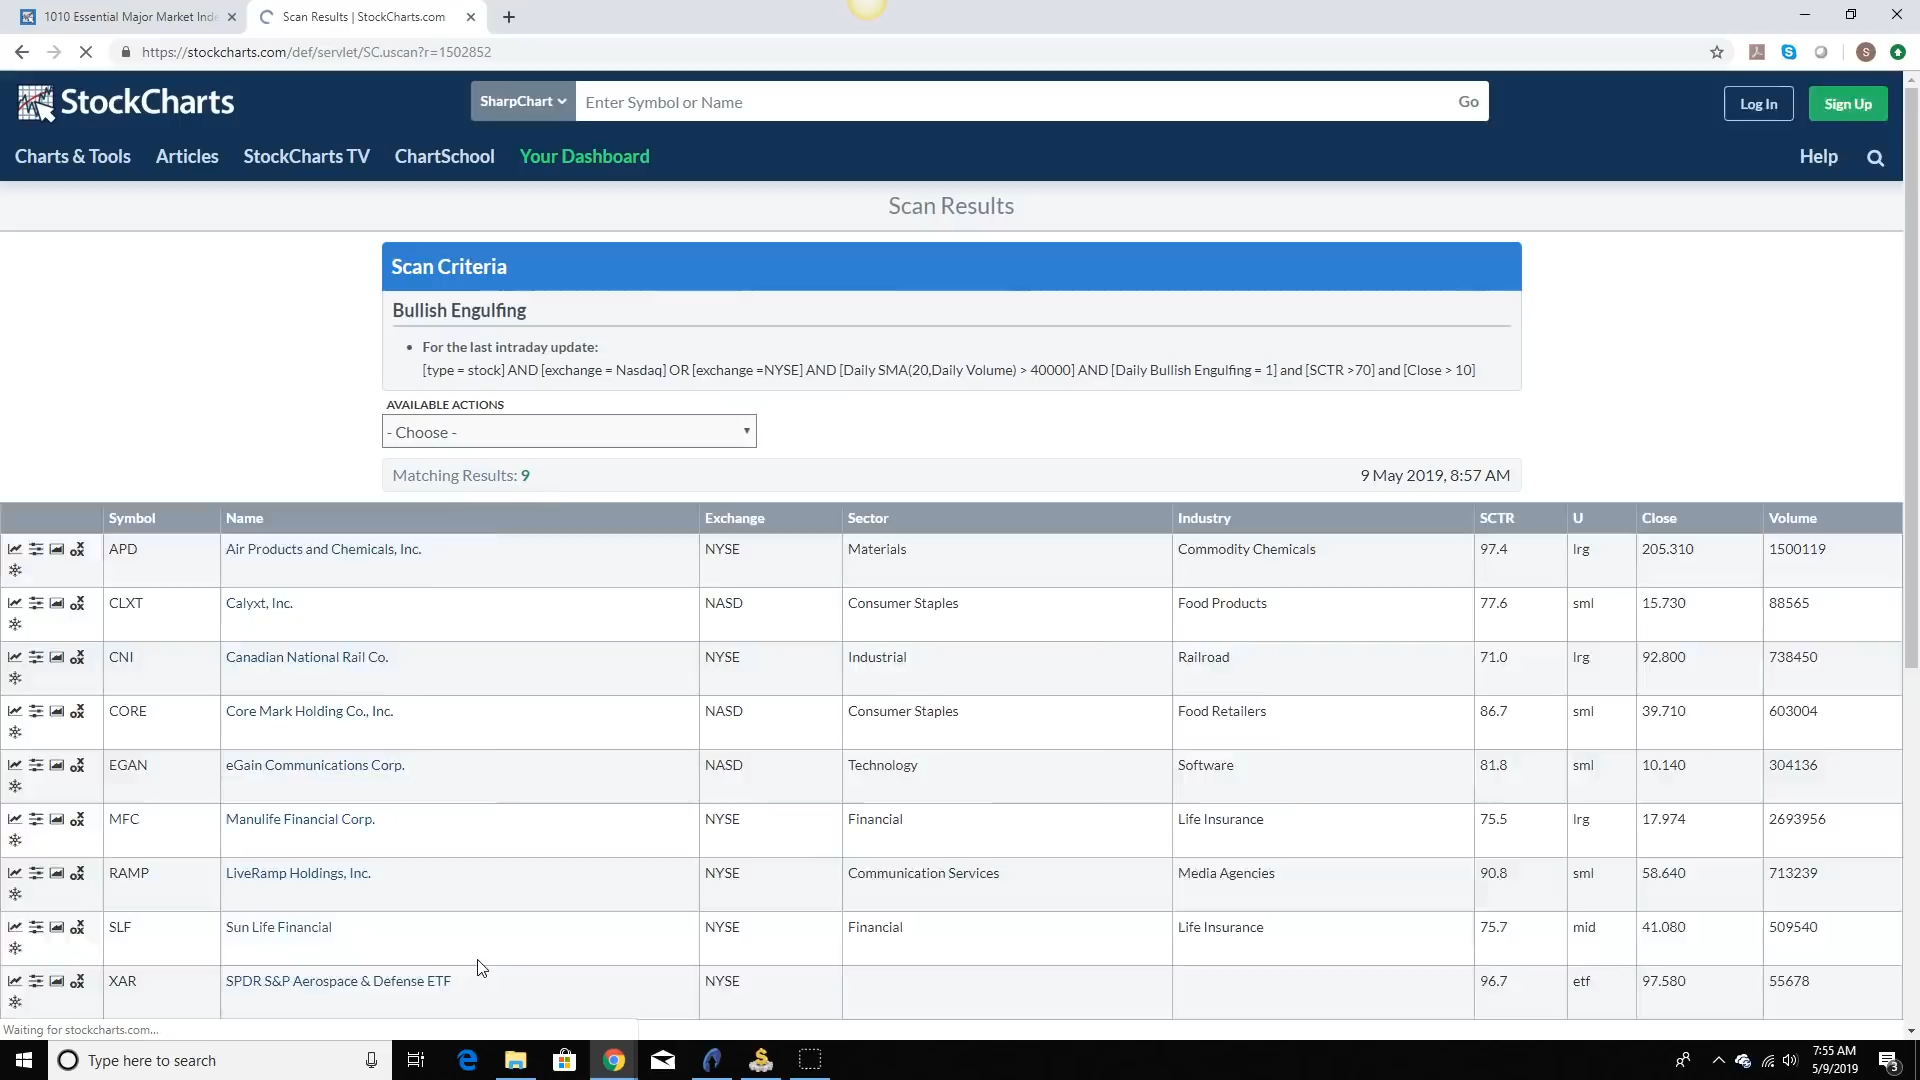 1010 Essential Major Market Inde
Scan Results | StockCharts.com
https://stockcharts.com/def/servlet/SC.uscan?r=1502852
S
StockCharts
SharpChart
Enter Symbol or Name
Go
Log In
Sign Up
Charts & Tools
Articles
StockCharts TV
ChartSchool
Your Dashboard
Help
Scan Results
Scan Criteria
Bullish Engulfing
• For the last intraday update:
[type = stock] AND [exchange = Nasdaq] OR [exchange =NYSE] AND [Daily SMA(20,Daily Volume) > 40000] AND [Daily Bullish Engulfing = 1] and [SCTR >70] and [Close > 10]
AVAILABLE ACTIONS
- Choose -
Matching Results: 9
9 May 2019, 8:57 AM
Symbol Name Exchange Sector Industry SCTR U Close Volume
APD Air Products and Chemicals, Inc. NYSE Materials Commodity Chemicals 97.4 lrg 205.310 1500119
CLXT Calyxt, Inc. NASD Consumer Staples Food Products 77.6 sml 15.730 88565
CNI Canadian National Rail Co. NYSE Industrial Railroad 71.0 lrg 92.800 738450
CORE Core Mark Holding Co., Inc. NASD Consumer Staples Food Retailers 86.7 sml 39.710 603004
EGAN eGain Communications Corp. NASD Technology Software 81.8 sml 10.140 304136
MFC Manulife Financial Corp. NYSE Financial Life Insurance 75.5 lrg 17.974 2693956
RAMP LiveRamp Holdings, Inc. NYSE Communication Services Media Agencies 90.8 sml 58.640 713239
SLF Sun Life Financial NYSE Financial Life Insurance 75.7 mid 41.080 509540
XAR SPDR S&P Aerospace & Defense ETF NYSE 96.7 etf 97.580 55678
Waiting for stockcharts.com...
Type here to search
7:55 AM
5/9/2019
3